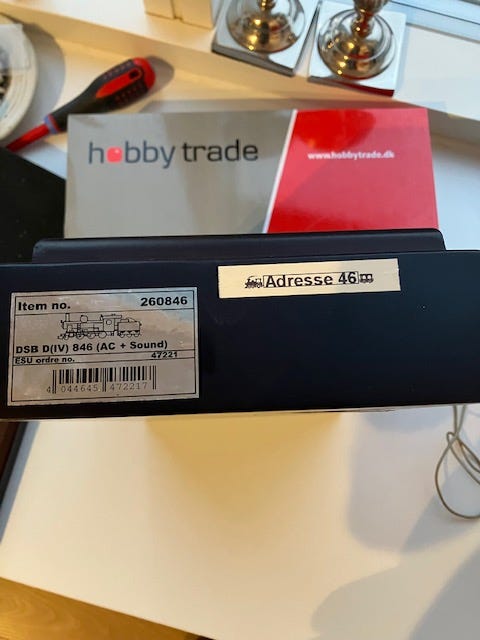 hobby trade
www.hobbytrade.dk
Adresse 46
Item no. 260846
DSB D(IV) 846 (AC + Sound)
ESU ordre no. 47221
4 044645 472217